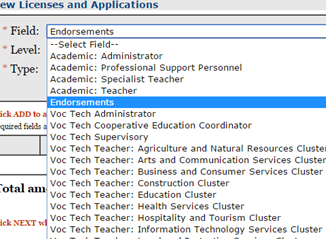 ew Licenses and Applications
* Field: Endorsements
--Select Field--
* Level:
Academic: Administrator
Academic: Professional Support Personnel
* Type:
Academic: Specialist Teacher
Academic: Teacher
Endorsements
ick ADD to a
Voc Tech Administrator
Voc Tech Cooperative Education Coordinator
quired fields a
Voc Tech Supervisory
Voc Tech Teacher: Agriculture and Natural Resources Cluster
Voc Tech Teacher: Arts and Communication Services Cluster
Voc Tech Teacher: Business and Consumer Services Cluster
Voc Tech Teacher: Construction Cluster
otal am
Voc Tech Teacher: Education Cluster
Voc Tech Teacher: Health Services Cluster
Voc Tech Teacher: Hospitality and Tourism Cluster
ick NEXT w
Voc Tech Teacher: Information Technology Services Cluster